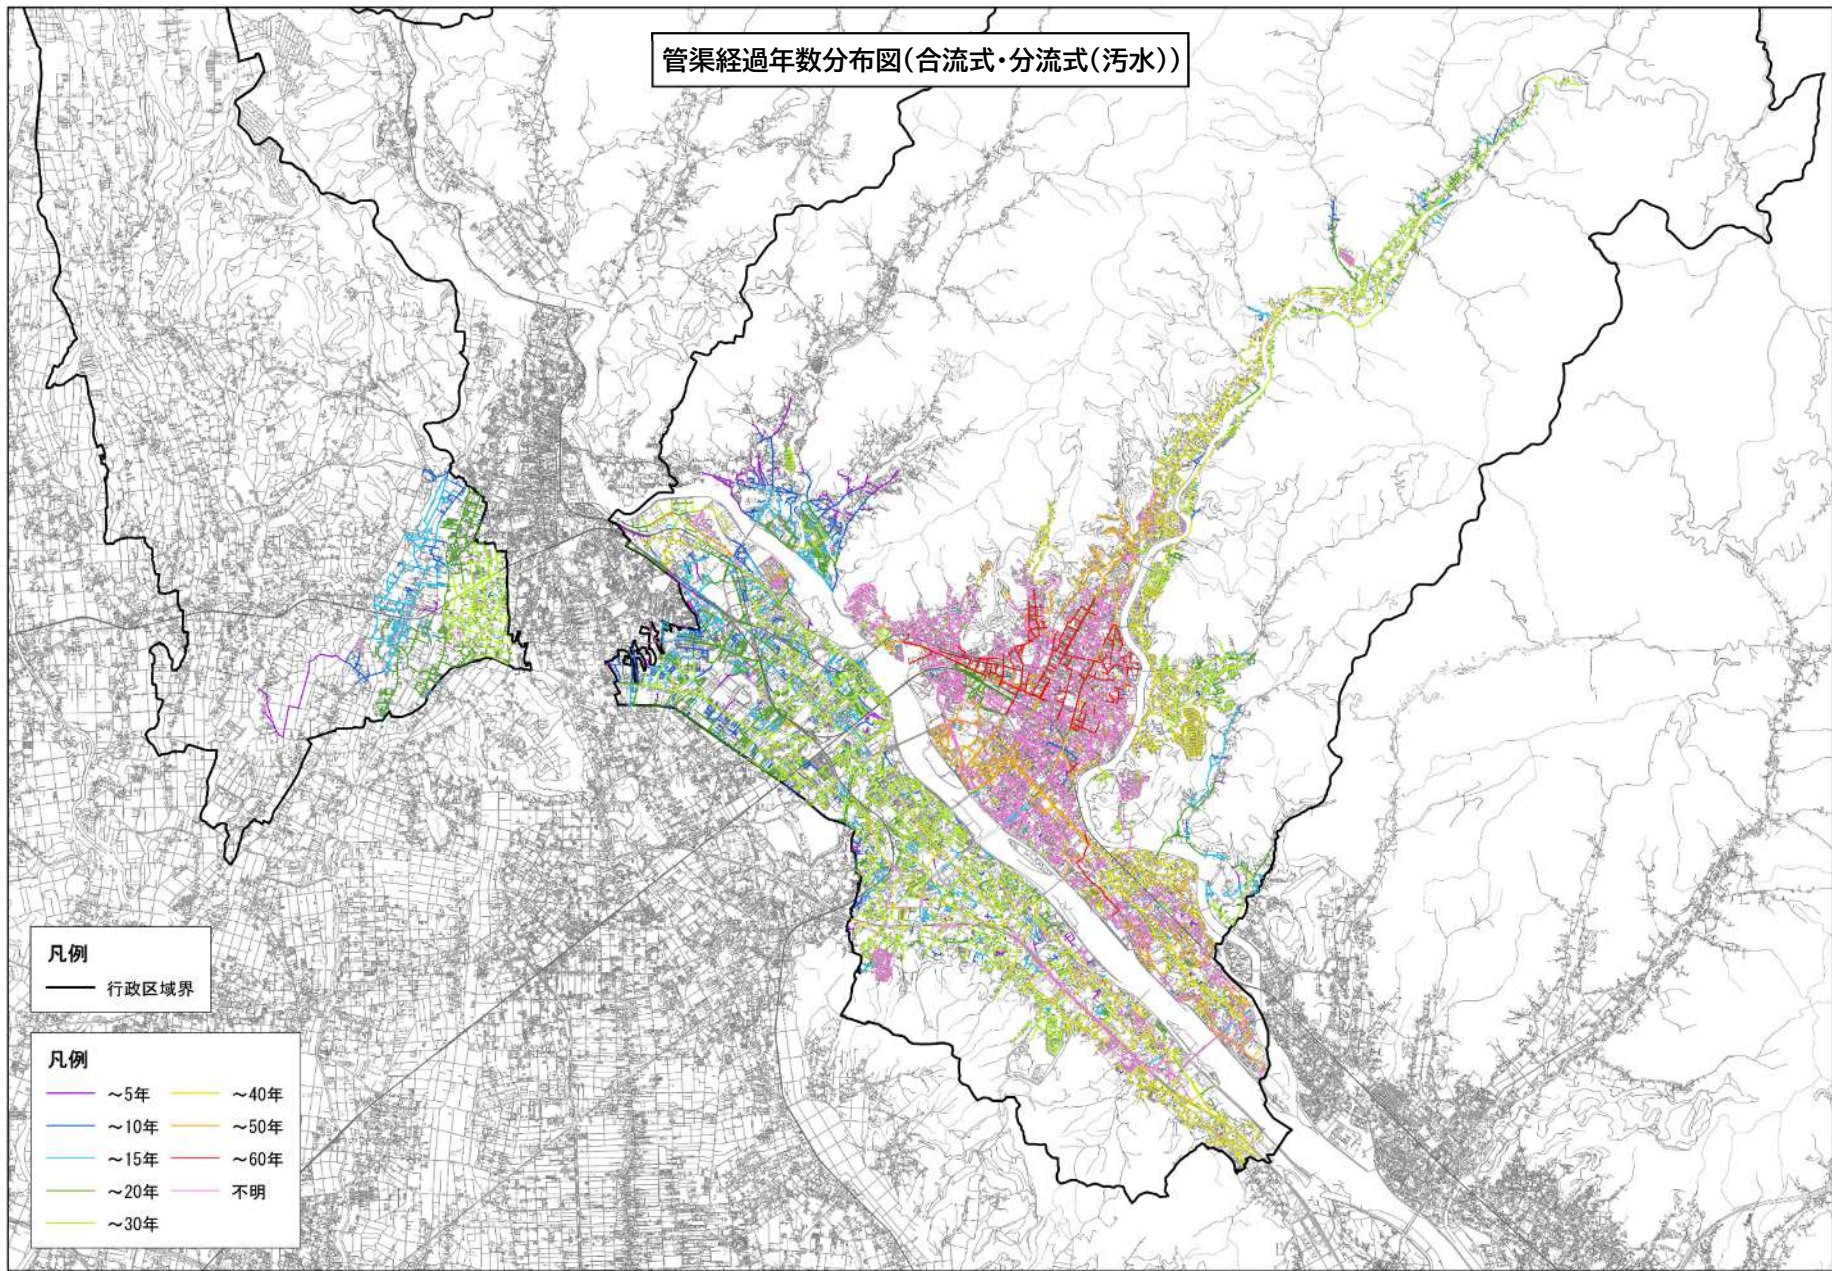 管渠経過年数分布図(合流式・分流式(汚水))
凡例
行政区域界
凡例
～5年
～10年
～15年
～20年
～30年
～40年
～50年
～60年
不明